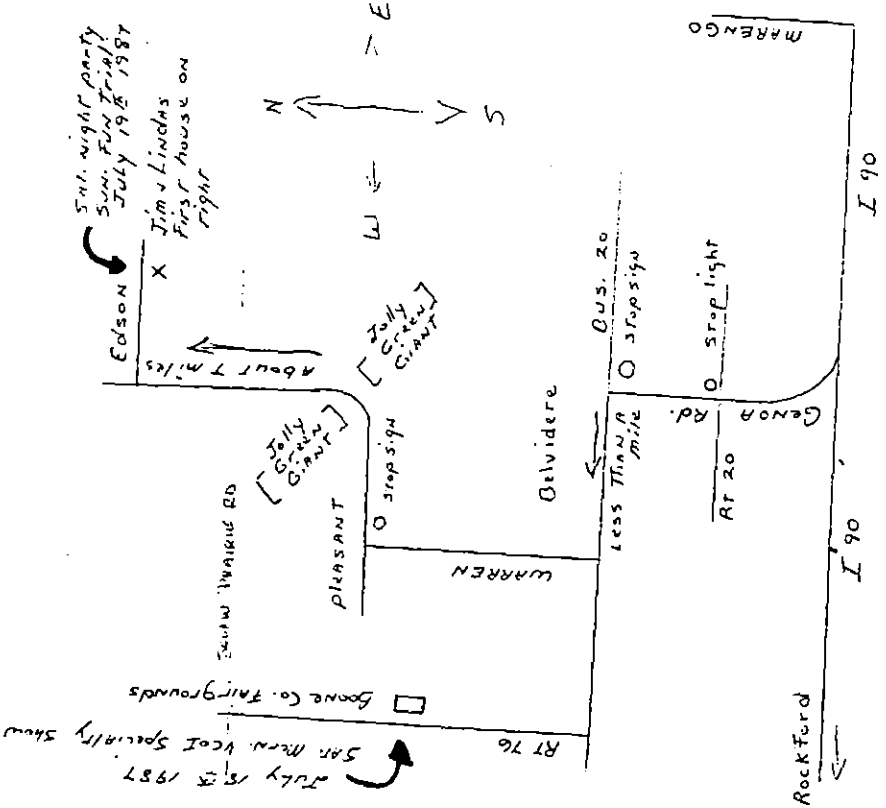 Sat. night party
Sun. Fun Trial!
July 19th 1987
Jim & Lindas
First house on
right
X
Edson
About 7 miles
N
E
W
S
MARENGO
I 90
Jolly
Green
GIANT
Jolly
Green
GIANT
PRAIRIE RD
PLEASANT
stop sign
WARREN
Belvidere
Bus. 20
stop sign
stop light
LESS THAN A
mile
GENOA Rd.
RT 20
I 90
Rockford
RT 76
Boone Co. Fairgrounds
July 18th 1987
SAT. Morn. VCOI Specialty Show